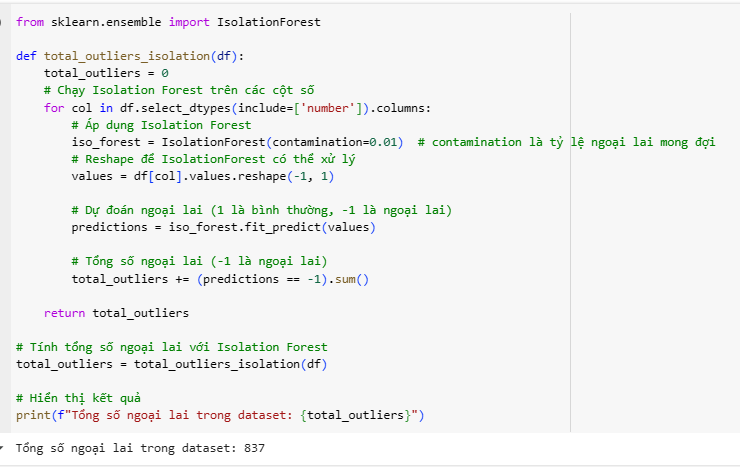 from sklearn.ensemble import IsolationForest

def total_outliers_isolation(df):
    total_outliers = 0
    # Chạy Isolation Forest trên các cột số
    for col in df.select_dtypes(include=['number']).columns:
        # Áp dụng Isolation Forest
        iso_forest = IsolationForest(contamination=0.01)  # contamination là tỷ lệ ngoại lai mong đợi
        # Reshape để IsolationForest có thể xử lý
        values = df[col].values.reshape(-1, 1)

        # Dự đoán ngoại lai (1 là bình thường, -1 là ngoại lai)
        predictions = iso_forest.fit_predict(values)

        # Tổng số ngoại lai (-1 là ngoại lai)
        total_outliers += (predictions == -1).sum()

    return total_outliers

# Tính tổng số ngoại lai với Isolation Forest
total_outliers = total_outliers_isolation(df)

# Hiển thị kết quả
print(f"Tổng số ngoại lai trong dataset: {total_outliers}")
Tổng số ngoại lai trong dataset: 837